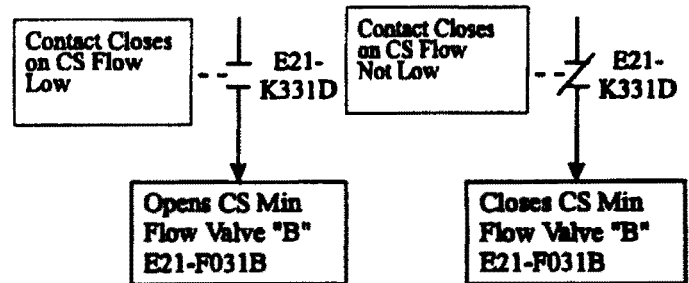 Contact Closes
on CS Flow
Low
E21-
K331D
Contact Closes
on CS Flow
Not Low
E21-
K331D
Opens CS Min
Flow Valve "B"
E21-F031B
Closes CS Min
Flow Valve "B"
E21-F031B